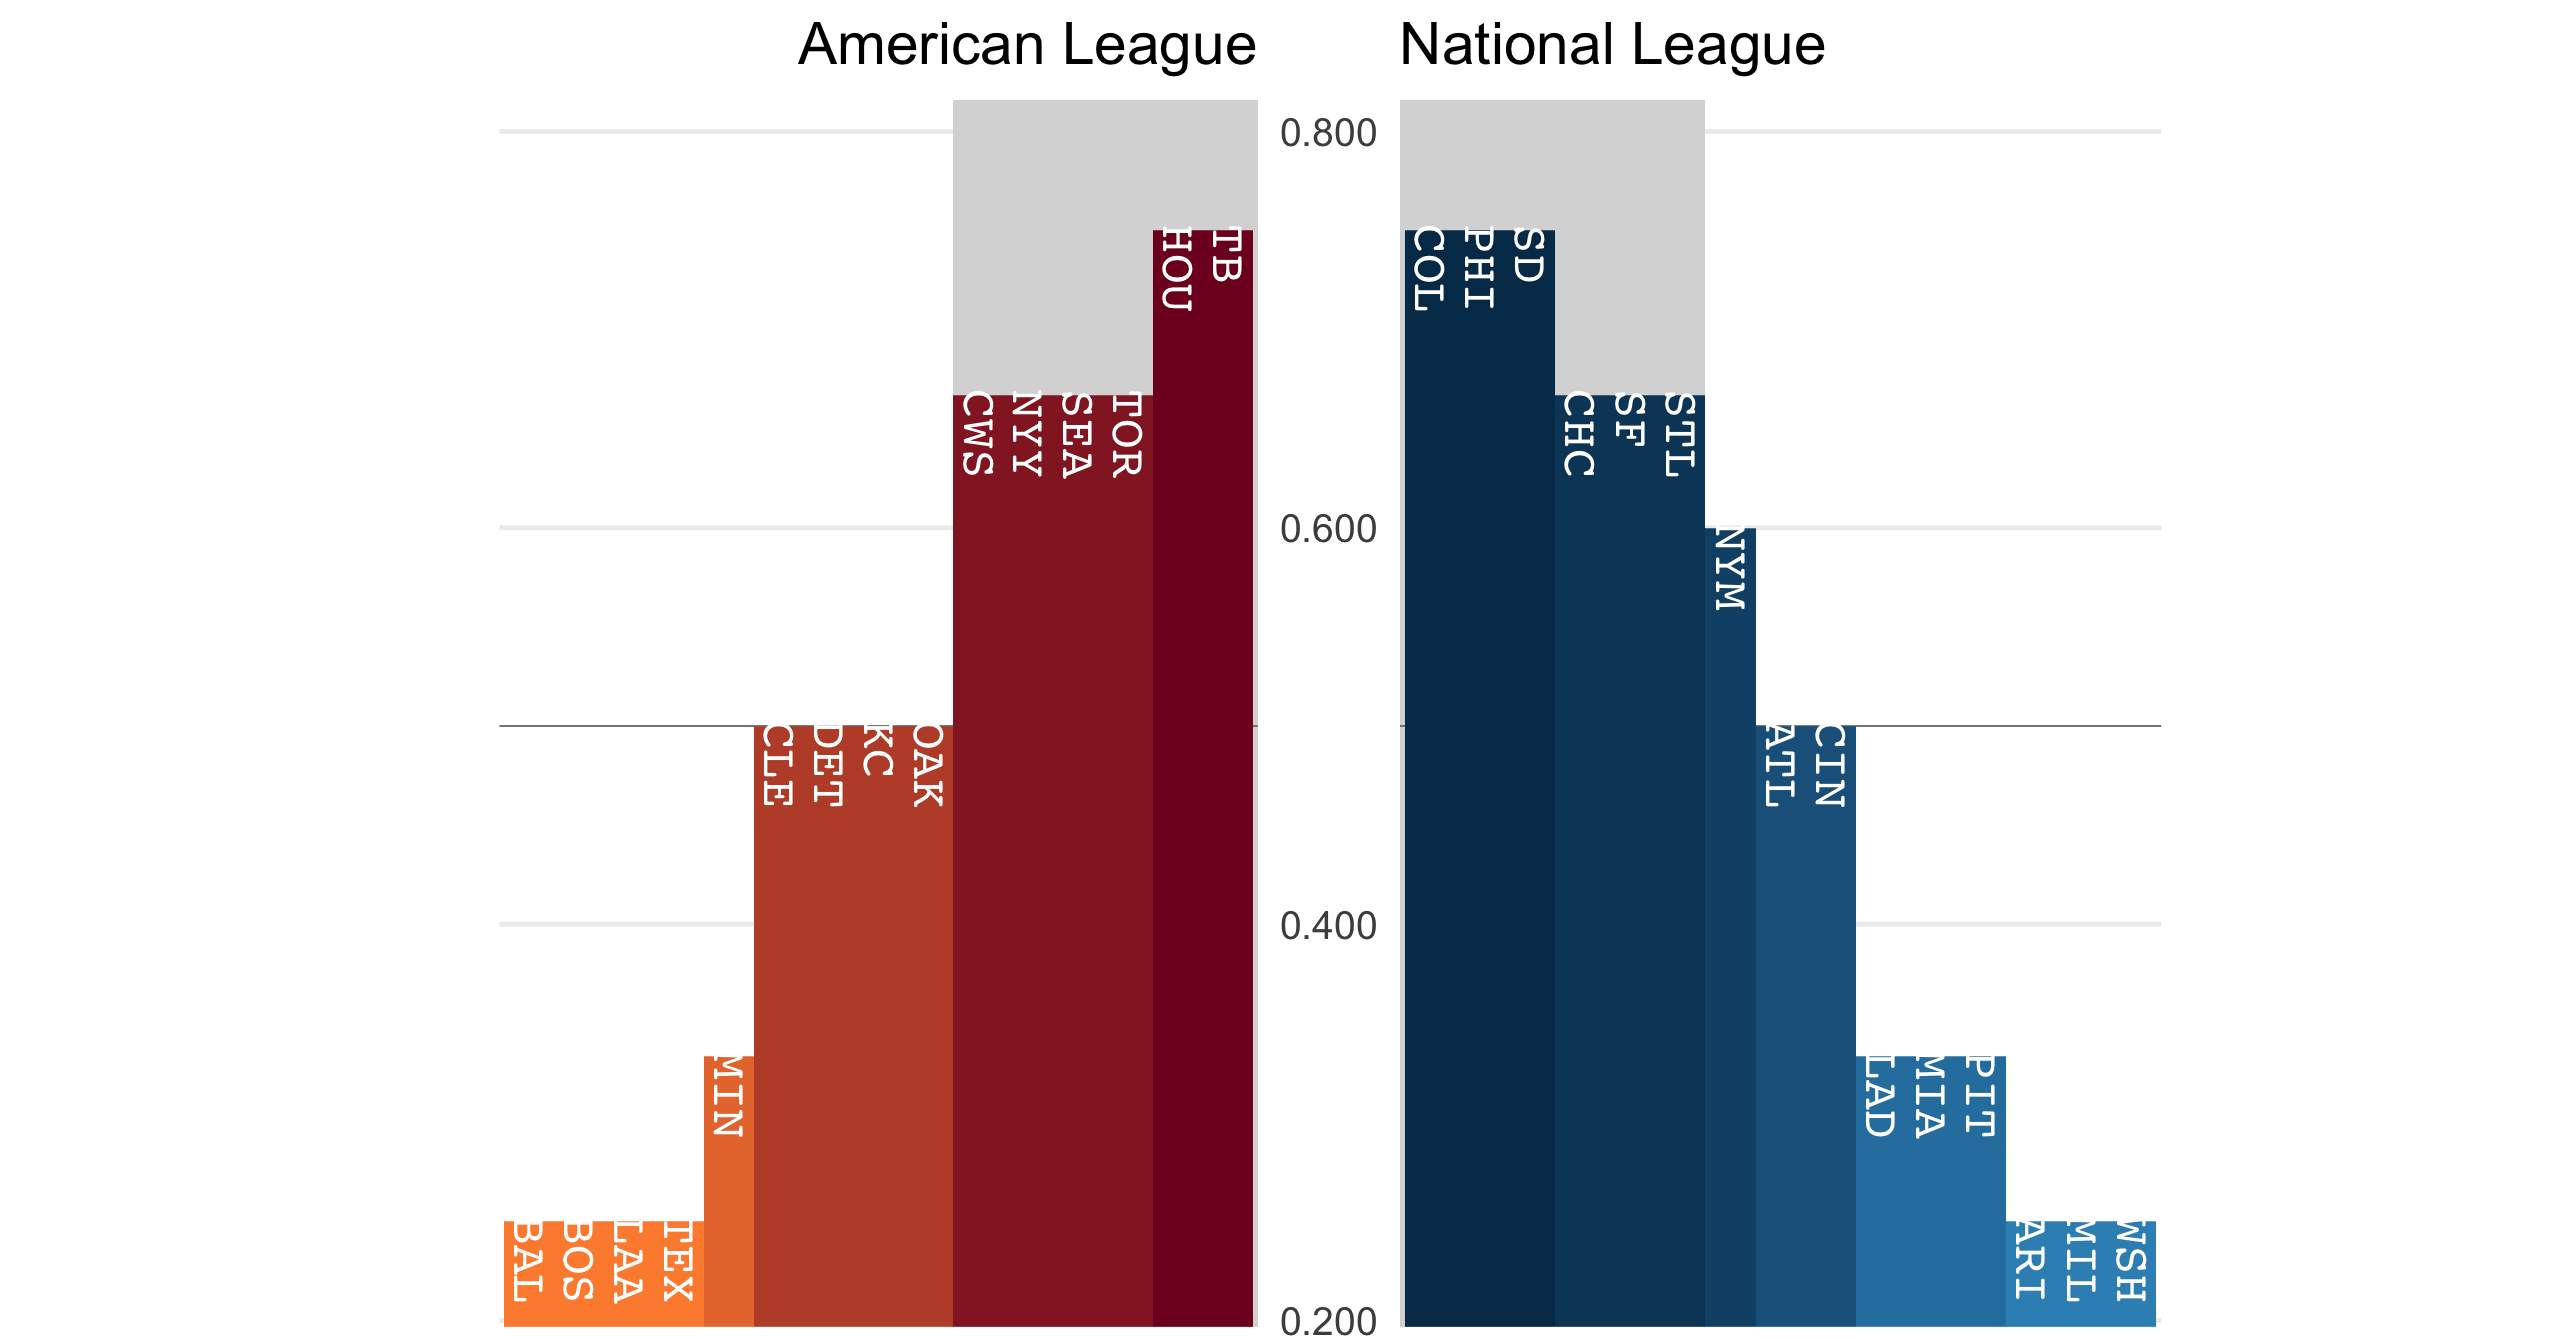 American League
National League
0.800
0.600
0.400
0.200
BAL
BOS
LAA
TEX
MIN
CLE
DET
KC
OAK
CWS
NYY
SEA
TOR
HOU
TB
COL
PHI
SD
CHC
SF
STL
NYM
ATL
CIN
LAD
MIA
PIT
ARI
MIL
WSH